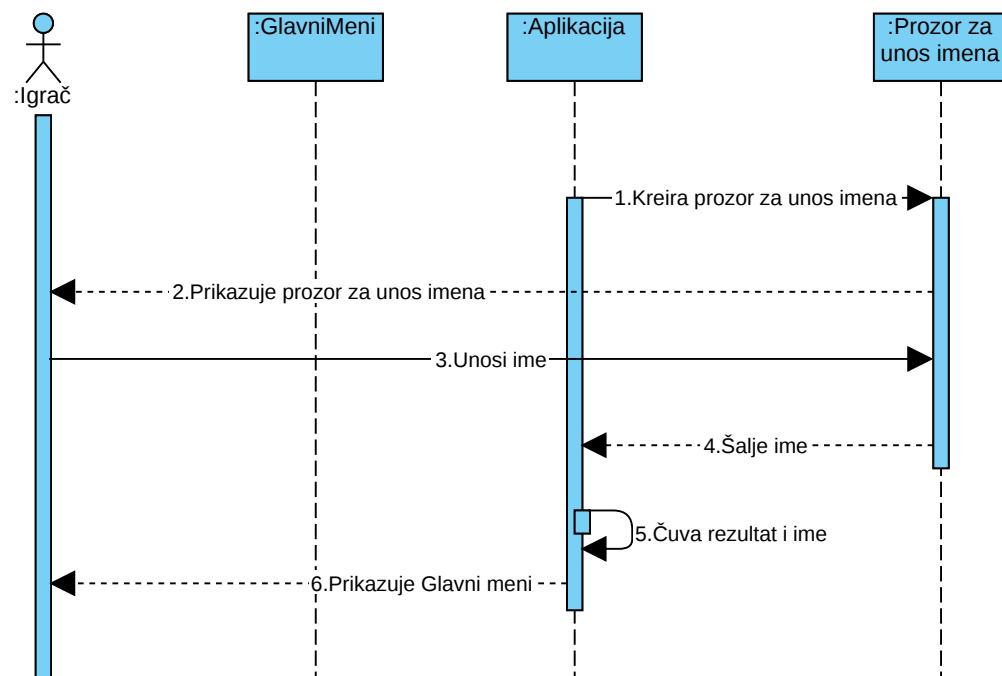 :Igrač
:GlavniMeni
:Aplikacija
:Prozor za
unos imena
1.Kreira prozor za unos imena
2.Prikazuje prozor za unos imena
3.Unosi ime
4.Šalje ime
5.Čuva rezultat i ime
6.Prikazuje Glavni meni